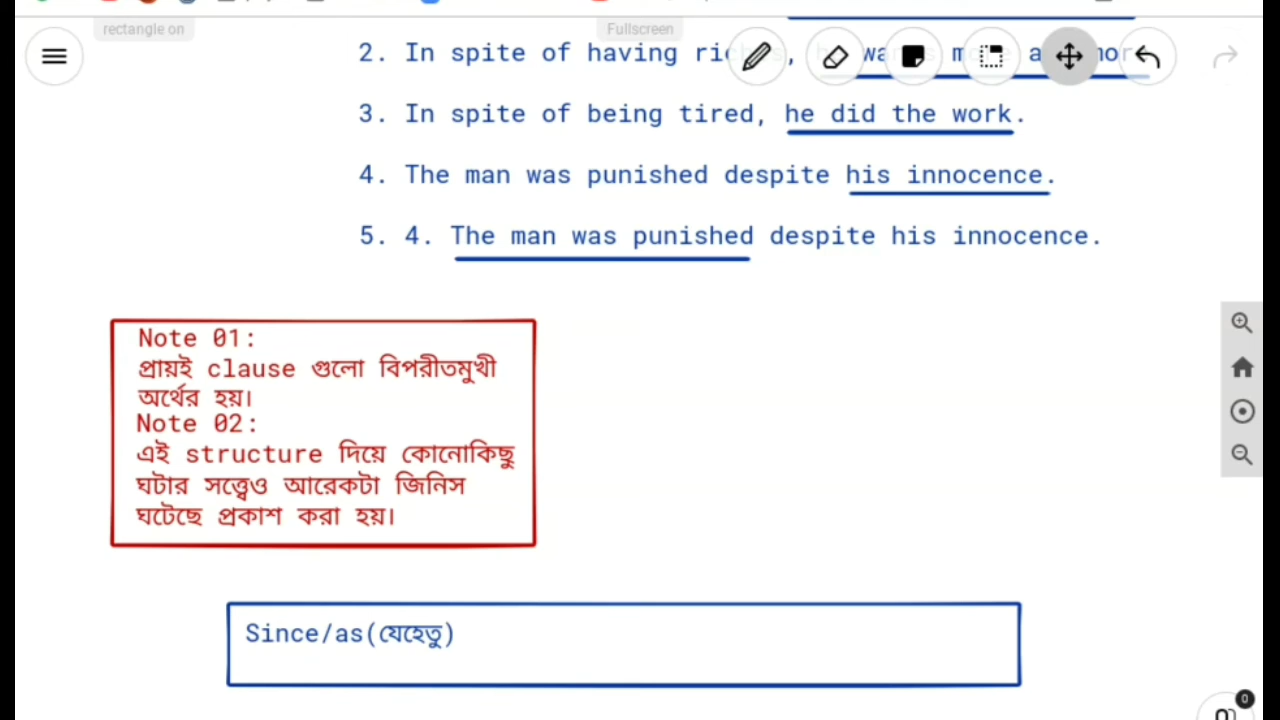 rectangle on
Fullscreen
2. In spite of having
3. In spite of being tired, he did the work.
4. The man was punished despite his innocence.
5. 4. The man was punished despite his innocence.
Note 01:
প্রায়ই clause গুলো বিপরীতমুখী
অর্থের হয়।
Note 02:
এই structure দিয়ে কোনোকিছু
ঘটার সত্ত্বেও আরেকটা জিনিস
ঘটেছে প্রকাশ করা হয়।
Since/as(যেহেতু)
0